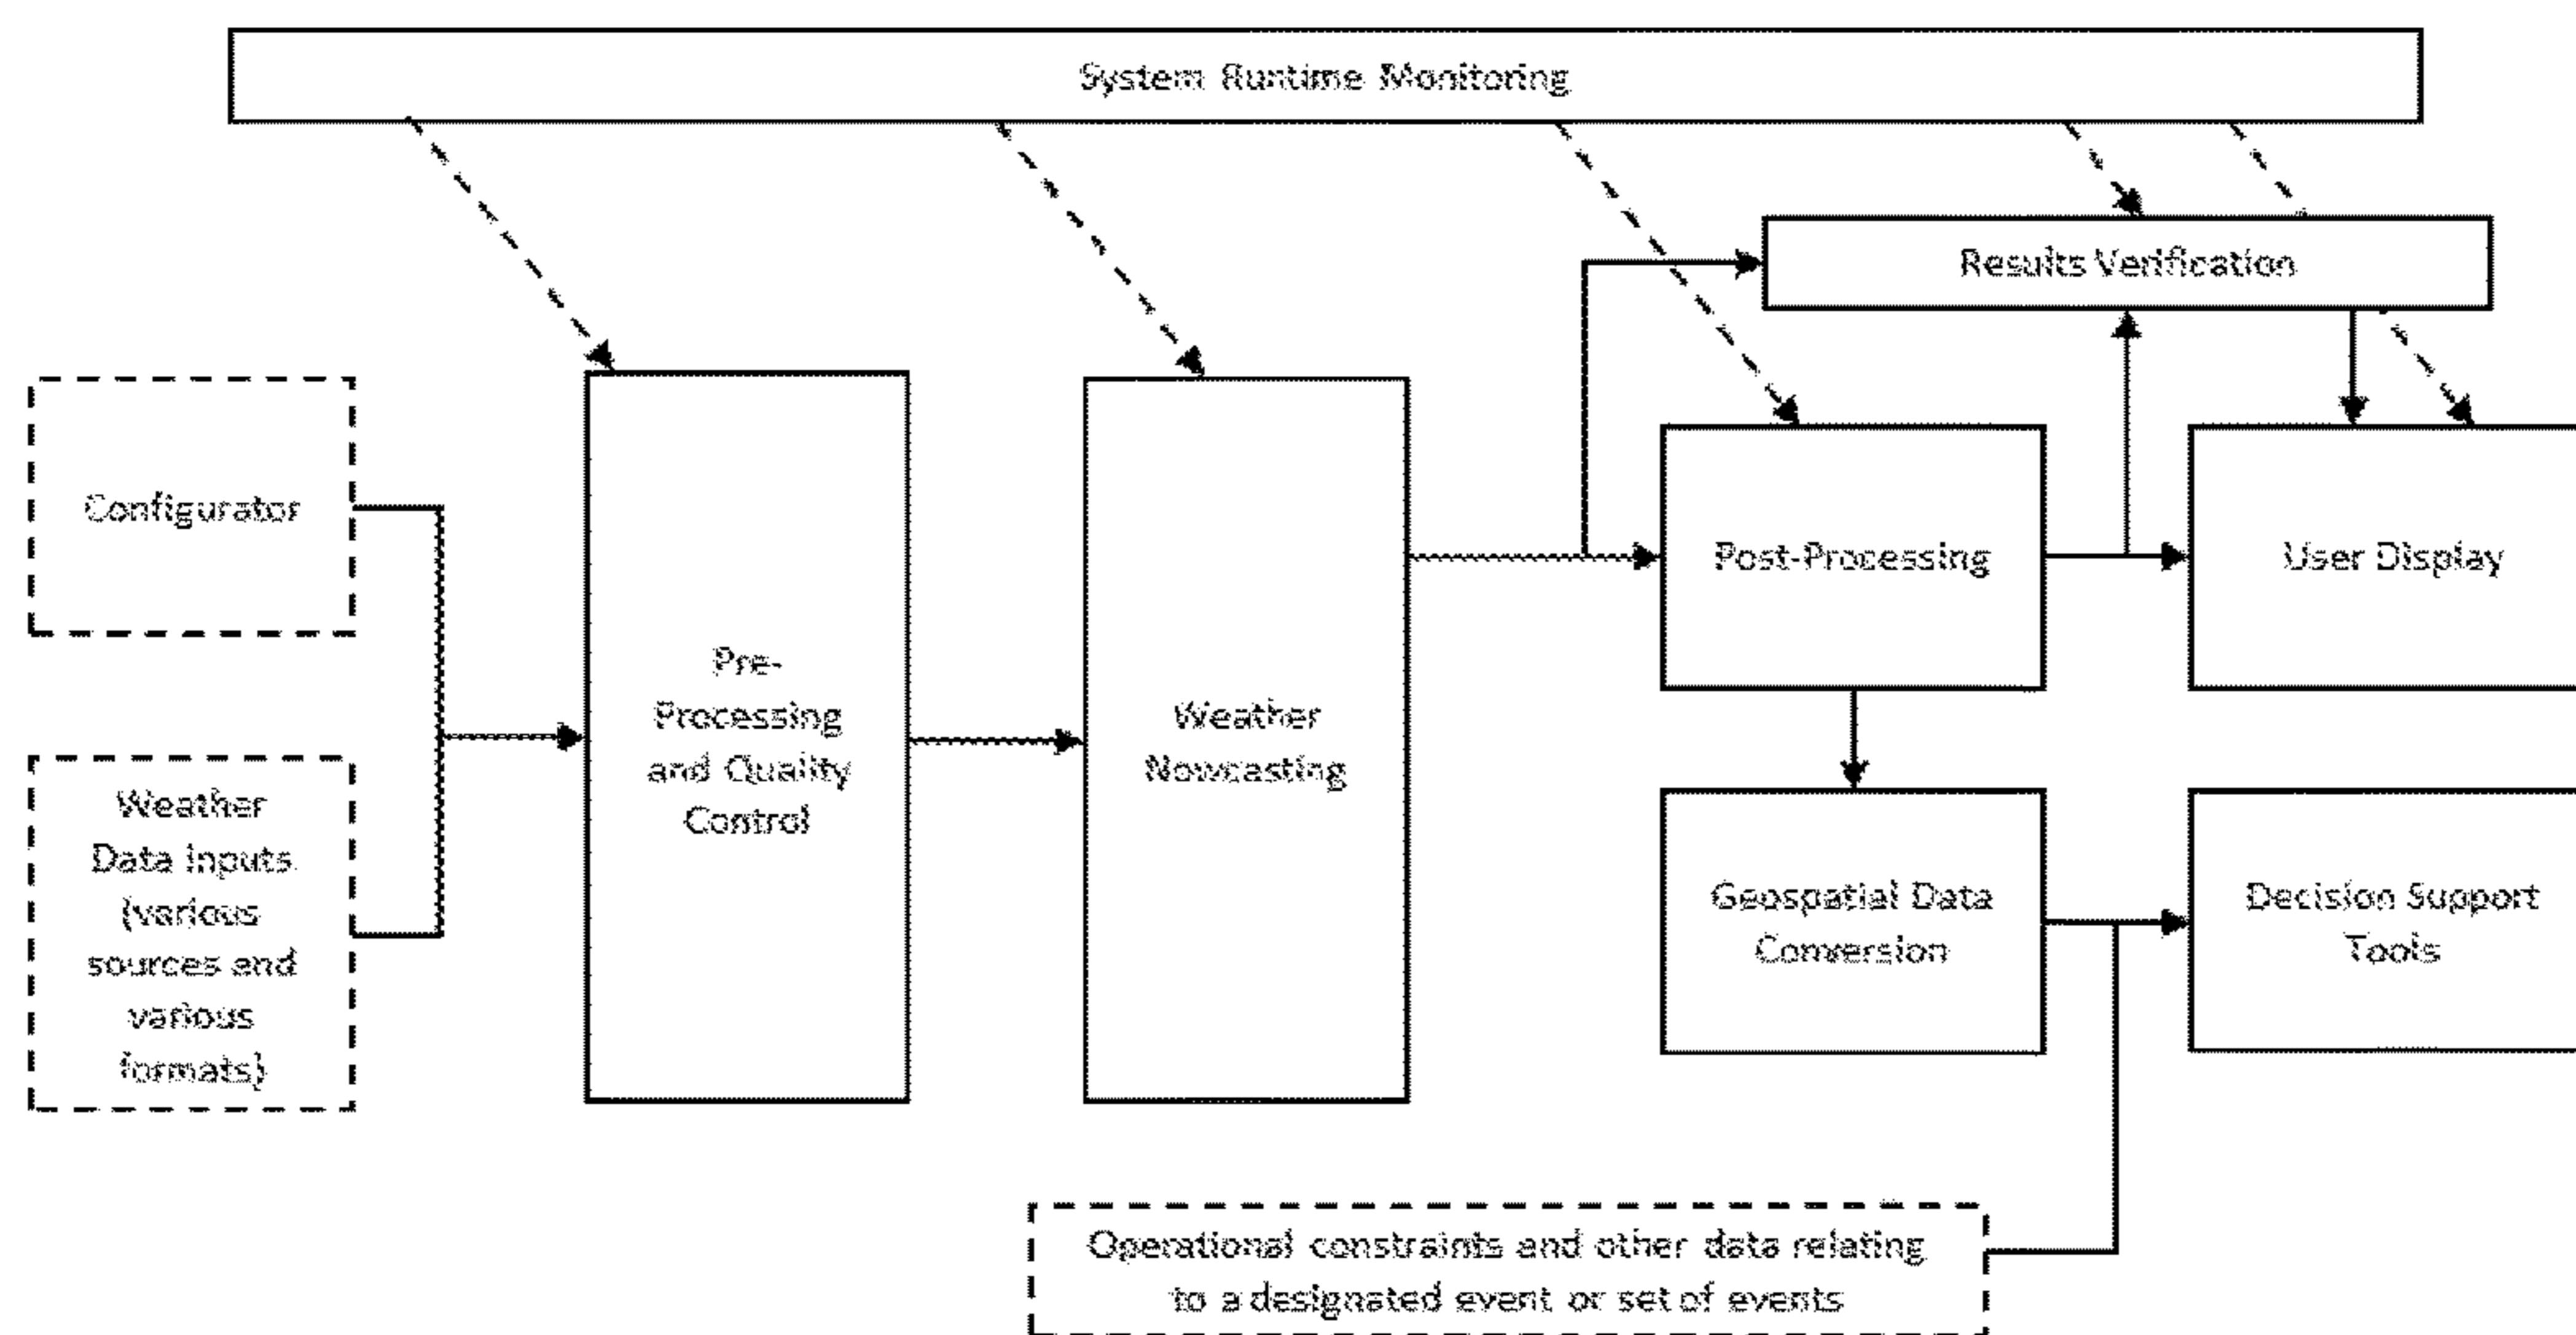 System Runtime Monitoring
Results Verification
Configurator
Post-Processing
User Display
Pre-
Processing
and Quality
Control
Weather
Nowcasting
Weather
Data Inputs
(various
sources and
various
formats)
Geospatial Data
Conversion
Decision Support
Tools
Operational constraints and other data relating
to a designated event or set of events